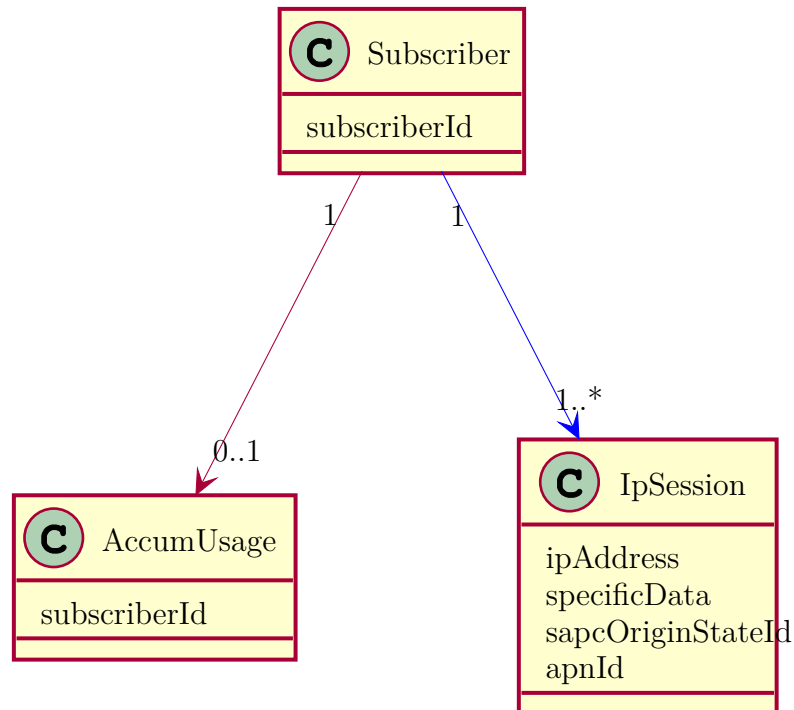 C Subscriber
subscriberId
1
1
1..*
0..1
C AccumUsage
subscriberId
C IpSession
ipAddress
specificData
sapcOriginStateId
apnId